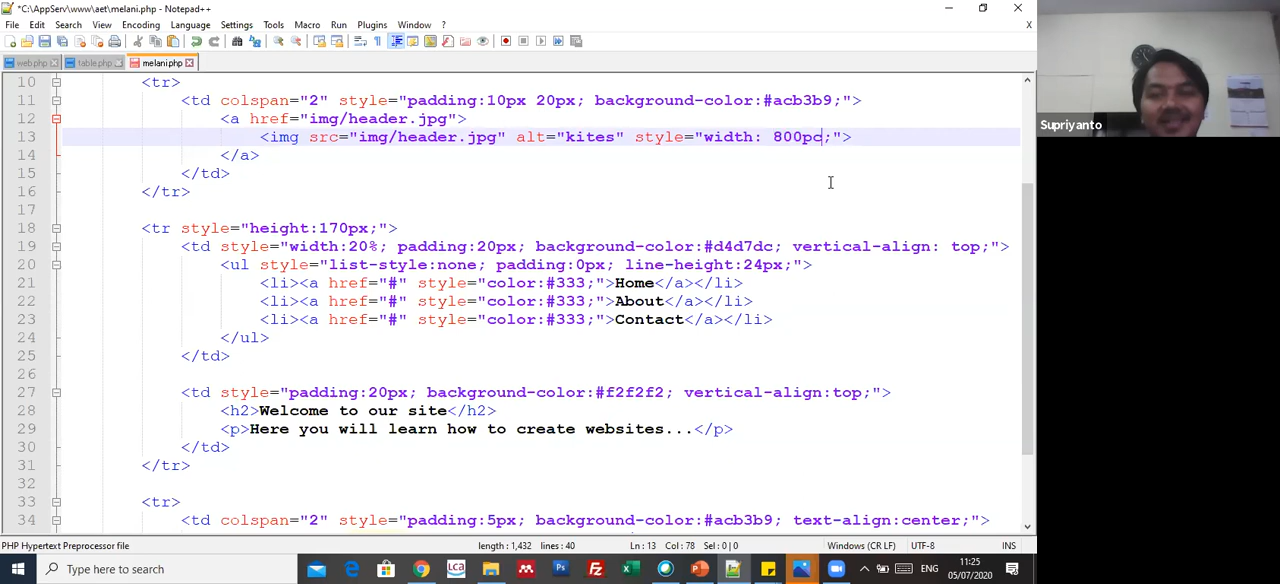 *C:\AppServ\www\aet\melani.php - Notepad++
File Edit Search View Encoding Language Settings Tools Macro Run Plugins Window ?
web.php table.php melani.php
10 <tr>
11 <td colspan="2" style="padding:10px 20px; background-color:#acb3b9;">
12 <a href="img/header.jpg">
13 <img src="img/header.jpg" alt="kites" style="width: 800pc;">
14 </a>
15 </td>
16 </tr>
17
18 <tr style="height:170px;">
19 <td style="width:20%; padding:20px; background-color:#d4d7dc; vertical-align: top;">
20 <ul style="list-style:none; padding:0px; line-height:24px;">
21 <li><a href="#" style="color:#333;">Home</a></li>
22 <li><a href="#" style="color:#333;">About</a></li>
23 <li><a href="#" style="color:#333;">Contact</a></li>
24 </ul>
25 </td>
26
27 <td style="padding:20px; background-color:#f2f2f2; vertical-align:top;">
28 <h2>Welcome to our site</h2>
29 <p>Here you will learn how to create websites...</p>
30 </td>
31 </tr>
32
33 <tr>
34 <td colspan="2" style="padding:5px; background-color:#acb3b9; text-align:center;">
PHP Hypertext Preprocessor file length : 1,432 lines : 40 Ln : 13 Col : 78 Sel : 0 | 0 Windows (CR LF) UTF-8 INS
Type here to search LCA Ps Fz ENG 11:25
05/07/2020
Supriyanto